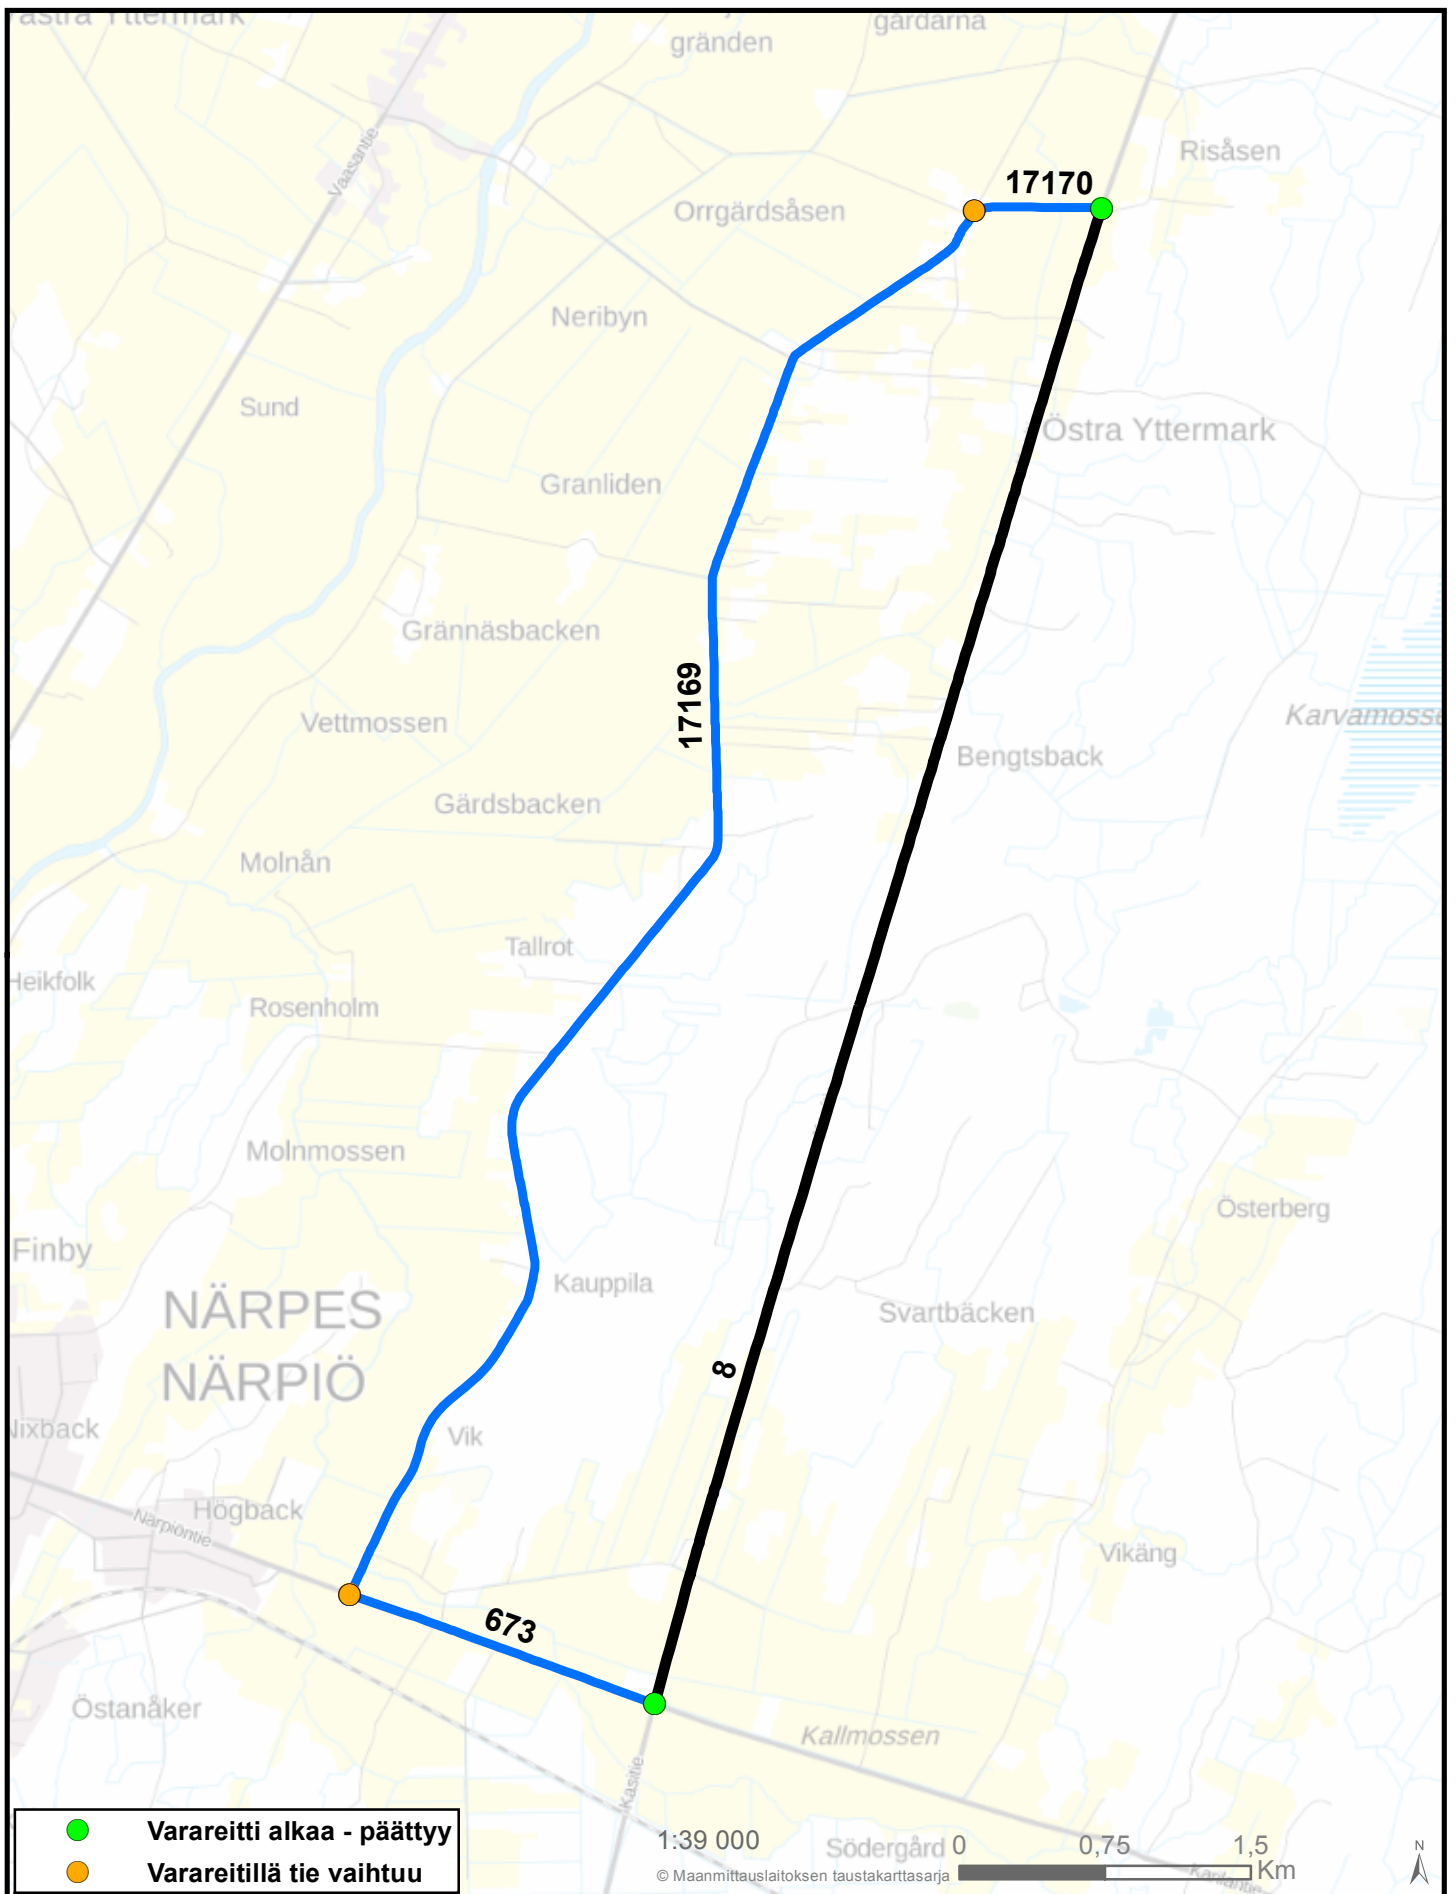 gränden
gårdarna
Vaasantie
Risåsen
17170
Orrgärdsåsen
Neribyn
Sund
Östra Yttermark
Granliden
Grännäsbacken
17169
Vettmossen
Karvamosse
Bengtsback
Gärdsbacken
Molnån
Tallrot
Heikfolk
Rosenholm
Molnmossen
Österberg
Finby
Kauppila
NÄRPES
Svartbäcken
NÄRPIÖ
8
Nixback
Vik
Högback
Närpiöntie
Vikäng
673
Östanåker
Kallmossen
Kasitie
Varareitti alkaa - päättyy
Varareitillä tie vaihtuu
1:39 000
Södergård
0 0,75 1,5
Km
© Maanmittauslaitoksen taustakarttasarja
N